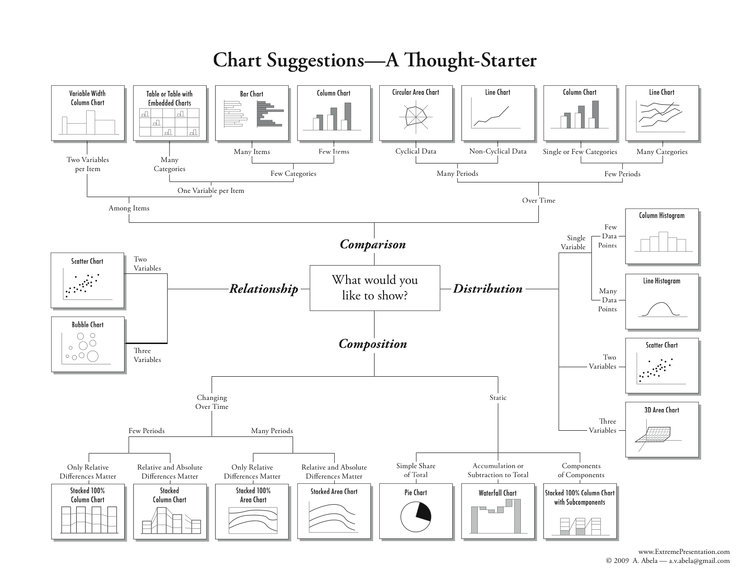 Chart Suggestions—A Thought-Starter
Variable Width
Column Chart
Table or Table with
Embedded Charts
Bar Chart
Column Chart
Circular Area Chart
Line Chart
Column Chart
Line Chart
Two Variables
per Item
Many
Categories
Many Items
Few Items
Cyclical Data
Non-Cyclical Data
Single or Few Categories
Many Categories
Few Categories
Many Periods
Few Periods
One Variable per Item
Among Items
Over Time
Comparison
What would you
like to show?
Relationship
Scatter Chart
Two
Variables
Bubble Chart
Three
Variables
Distribution
Single
Variable
Few
Data
Points
Column Histogram
Many
Data
Points
Line Histogram
Two
Variables
Scatter Chart
Three
Variables
3D Area Chart
Composition
Changing
Over Time
Static
Few Periods
Many Periods
Only Relative
Differences Matter
Relative and Absolute
Differences Matter
Only Relative
Differences Matter
Relative and Absolute
Differences Matter
Simple Share
of Total
Accumulation or
Subtraction to Total
Components
of Components
Stacked 100%
Column Chart
Stacked
Column Chart
Stacked 100%
Area Chart
Stacked Area Chart
Pie Chart
Waterfall Chart
Stacked 100% Column Chart
with Subcomponents
www.ExtremePresentation.com
© 2009 A. Abela — a.v.abela@gmail.com